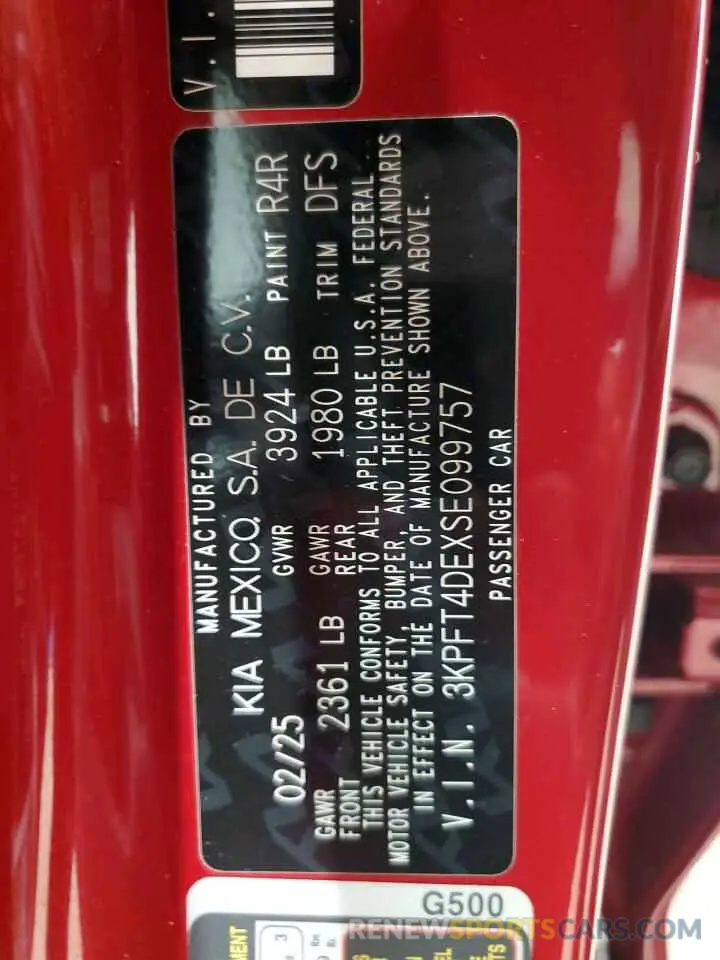 V.I.
MANUFACTURED BY
KIA MEXICO, S.A. DE C.V.
02/25 GVWR 3924 LB PAINT R4R
GAWR FRONT 2361 LB GAWR REAR 1980 LB TRIM DFS
THIS VEHICLE CONFORMS TO ALL APPLICABLE U.S.A. FEDERAL
MOTOR VEHICLE SAFETY, BUMPER, AND THEFT PREVENTION STANDARDS
IN EFFECT ON THE DATE OF MANUFACTURE SHOWN ABOVE.
V.I.N. 3KPFT4DEXSE099757
PASSENGER CAR
G500
RENEWSPORTSCARS.COM